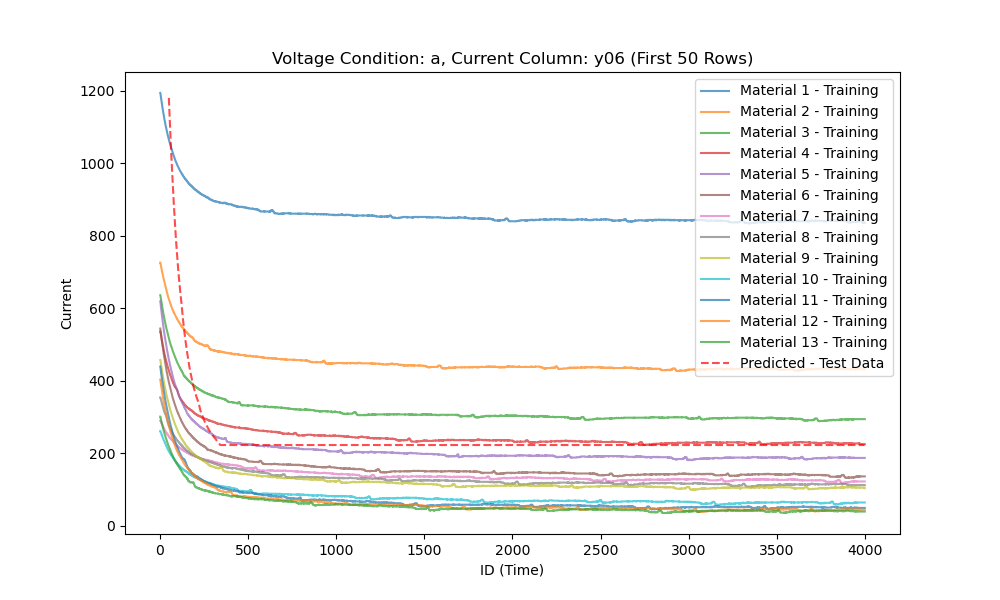 Voltage Condition: a, Current Column: y06 (First 50 Rows)
Current
1200
1000
800
600
400
200
0
Material 1 - Training
Material 2 - Training
Material 3 - Training
Material 4 - Training
Material 5 - Training
Material 6 - Training
Material 7 - Training
Material 8 - Training
Material 9 - Training
Material 10 - Training
Material 11 - Training
Material 12 - Training
Material 13 - Training
Predicted - Test Data
0 500 1000 1500 2000 2500 3000 3500 4000
ID (Time)